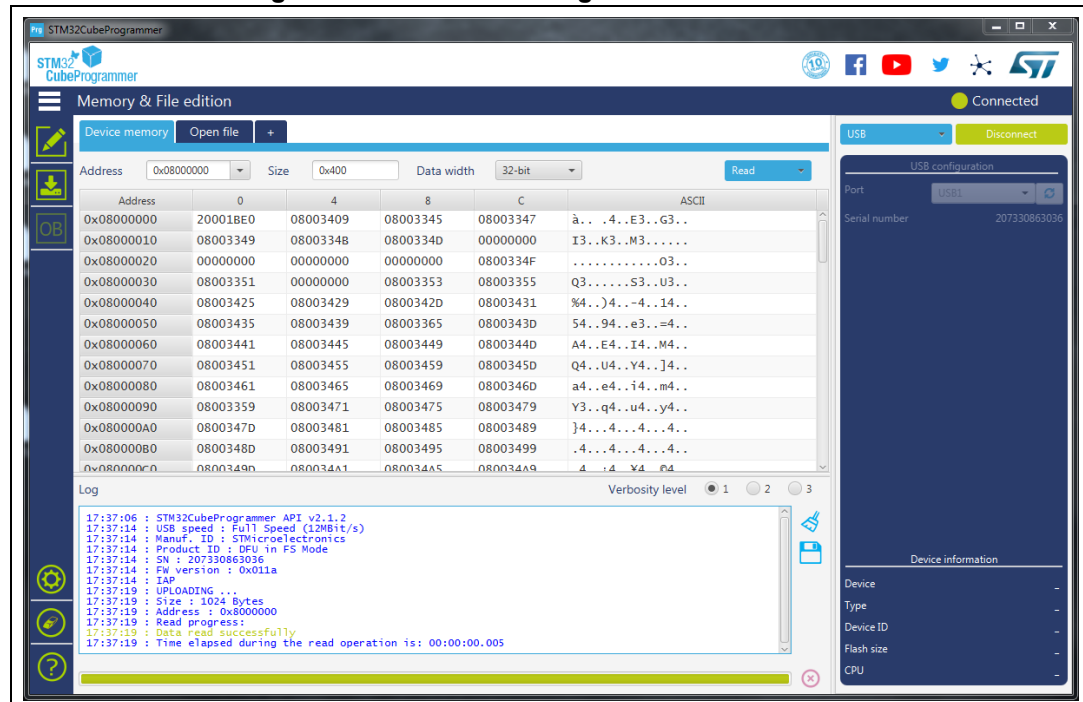 STM32CubeProgrammer
STM32
CubeProgrammer
10
Memory & File edition
Connected
Device memory Open file +
USB Disconnect
Address 0x08000000 Size 0x400 Data width 32-bit Read
USB configuration
Port USB1
Serial number 207330863036
Address 0 4 8 C ASCII
0x08000000 20001BE0 08003409 08003345 08003347 à.. .4..E3..G3..
0x08000010 08003349 0800334B 0800334D 00000000 I3..K3..M3......
0x08000020 00000000 00000000 00000000 0800334F ............O3..
0x08000030 08003351 00000000 08003353 08003355 Q3......S3..U3..
0x08000040 08003425 08003429 0800342D 08003431 %4..)4..-4..14..
0x08000050 08003435 08003439 08003365 0800343D 54..94..e3..=4..
0x08000060 08003441 08003445 08003449 0800344D A4..E4..I4..M4..
0x08000070 08003451 08003455 08003459 0800345D Q4..U4..Y4..]4..
0x08000080 08003461 08003465 08003469 0800346D a4..e4..i4..m4..
0x08000090 08003359 08003471 08003475 08003479 Y3..q4..u4..y4..
0x080000A0 0800347D 08003481 08003485 08003489 }4...4...4...4..
0x080000B0 0800348D 08003491 08003495 08003499 .4...4...4...4..
0x080000C0 0800349D 080034A1 080034A5 080034A9
OB
Log Verbosity level 1 2 3
17:37:06 : STM32CubeProgrammer API v2.1.2
17:37:14 : USB speed : Full Speed (12MBit/s)
17:37:14 : Manuf. ID : STMicroelectronics
17:37:14 : Product ID : DFU in FS Mode
17:37:14 : SN : 207330863036
17:37:14 : FW version : 0x011a
17:37:14 : IAP
17:37:19 : UPLOADING ...
17:37:19 : Size : 1024 Bytes
17:37:19 : Address : 0x8000000
17:37:19 : Read progress:
17:37:19 : Data read successfully
17:37:19 : Time elapsed during the read operation is: 00:00:00.005
Device information
Device -
Type -
Device ID -
Flash size -
CPU -